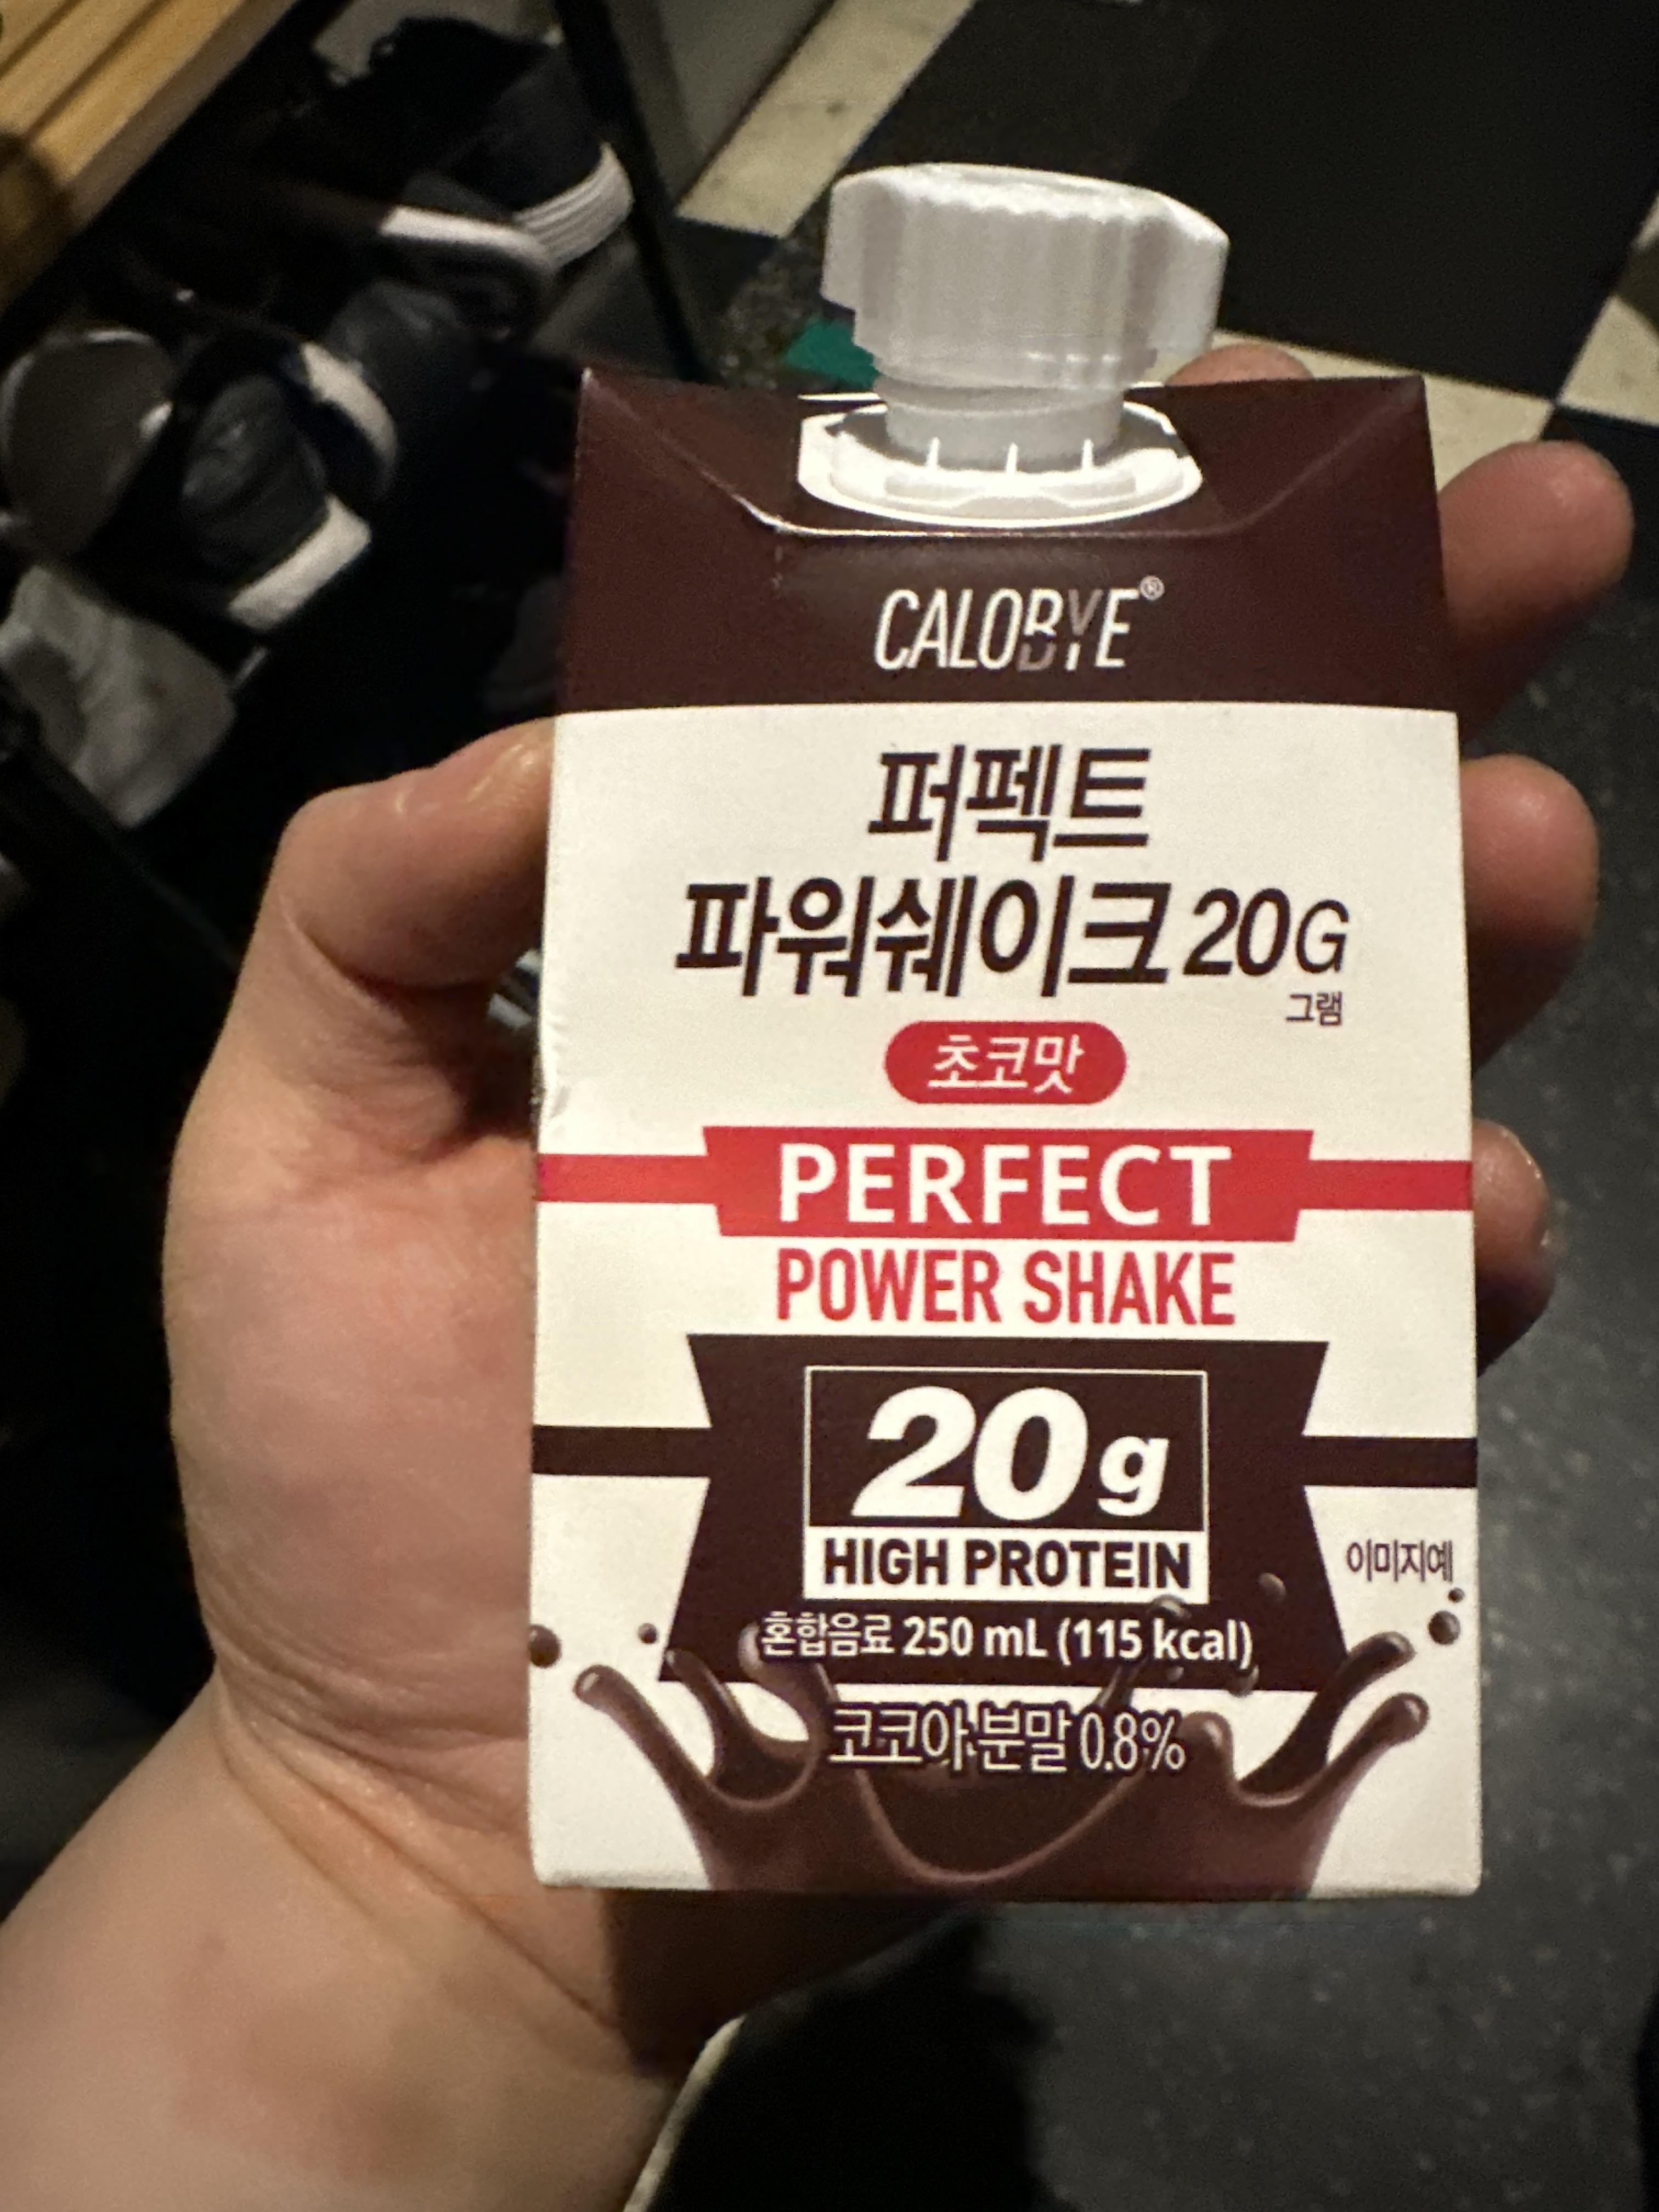 CALOBYE®
퍼펙트
파워쉐이크 20G
그램
초코맛
PERFECT
POWER SHAKE
20g
HIGH PROTEIN
이미지예
혼합음료 250 mL (115 kcal)
코코아분말 0.8%